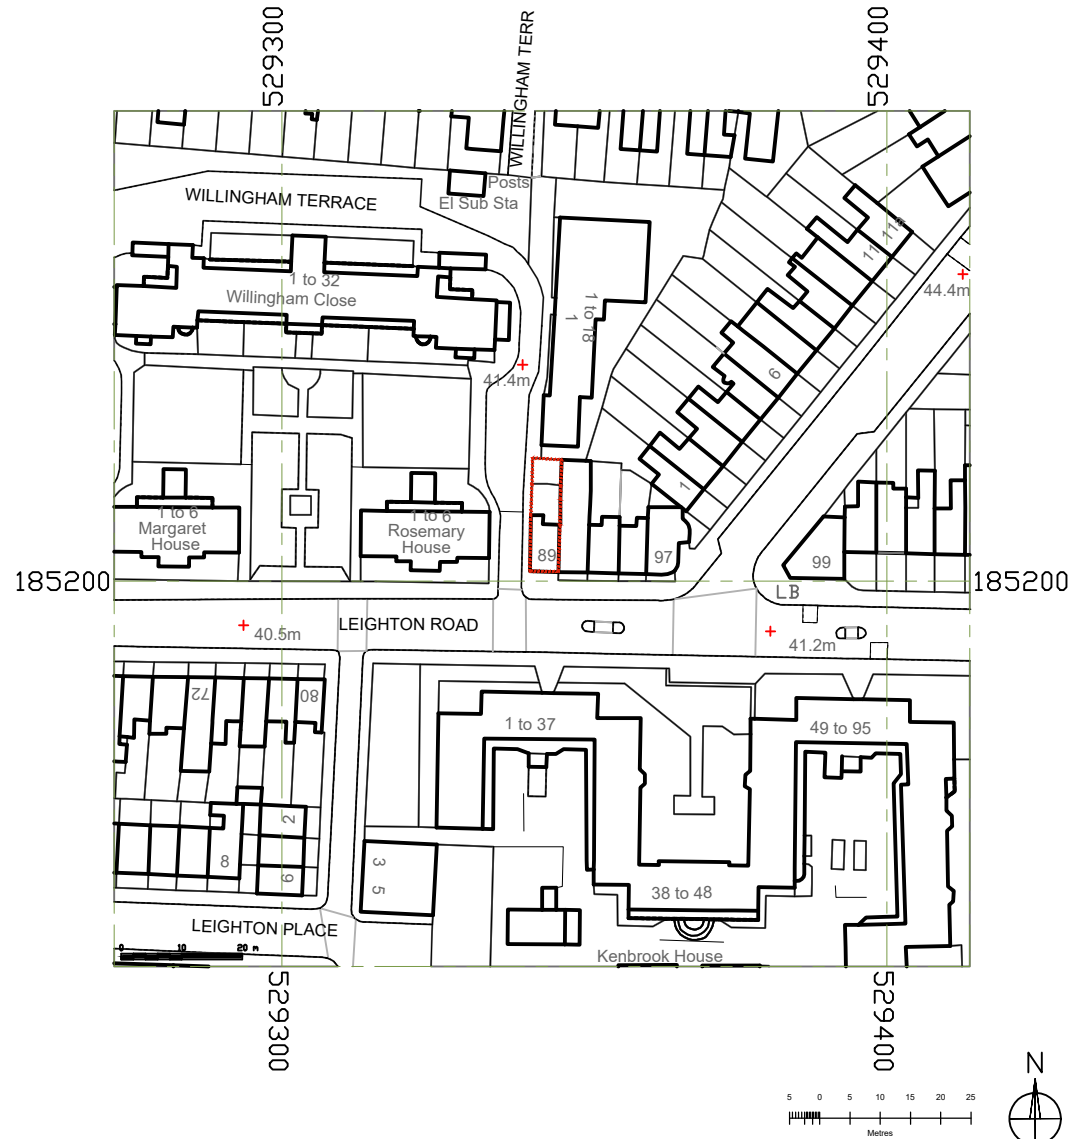 529300
529400
WILLINGHAM TERR
Posts
El Sub Sta
WILLINGHAM TERRACE
11a
11
1 to 32
Willingham Close
44.4m
1 to 18
1
41.4m
6
1
1 to 6
Margaret
House
1 to 6
Rosemary
House
89
97
99
185200
185200
LB
LEIGHTON ROAD
40.5m
41.2m
72
80
1 to 37
49 to 95
2
8
3
5
6
38 to 48
LEIGHTON PLACE
0 10 20 m
Kenbrook House
529300
529400
N
5 0 5 10 15 20 25
Metres